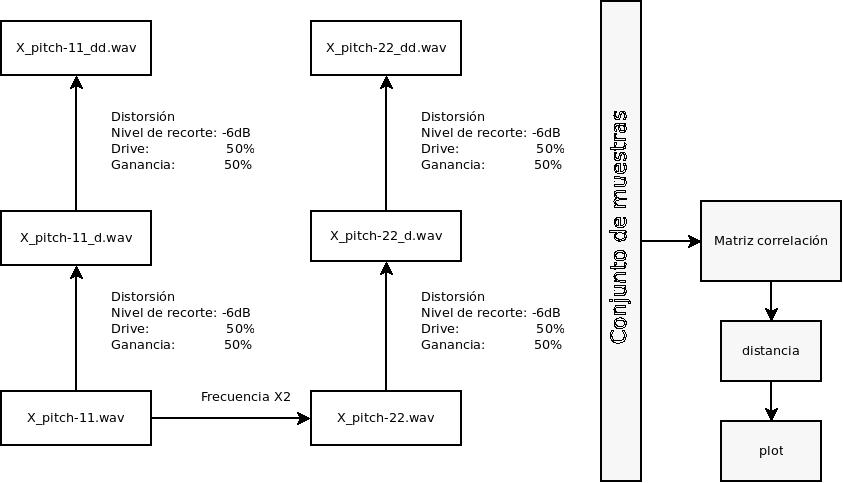 X_pitch-11_dd.wav
X_pitch-22_dd.wav
Distorsión
Nivel de recorte: -6dB
Drive: 50%
Ganancia: 50%
Distorsión
Nivel de recorte: -6dB
Drive: 50%
Ganancia: 50%
X_pitch-11_d.wav
X_pitch-22_d.wav
Distorsión
Nivel de recorte: -6dB
Drive: 50%
Ganancia: 50%
Distorsión
Nivel de recorte: -6dB
Drive: 50%
Ganancia: 50%
X_pitch-11.wav
Frecuencia X2
X_pitch-22.wav
Conjunto de muestras
Matriz correlación
distancia
plot